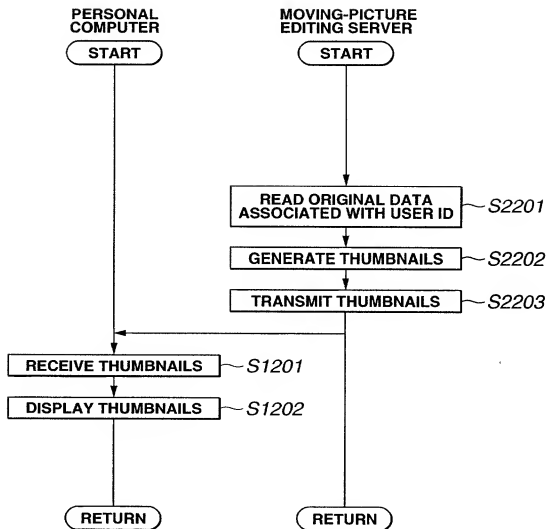 PERSONAL
COMPUTER
MOVING-PICTURE
EDITING SERVER
START
START
READ ORIGINAL DATA
ASSOCIATED WITH USER ID
S2201
GENERATE THUMBNAILS
S2202
TRANSMIT THUMBNAILS
S2203
RECEIVE THUMBNAILS
S1201
DISPLAY THUMBNAILS
S1202
RETURN
RETURN